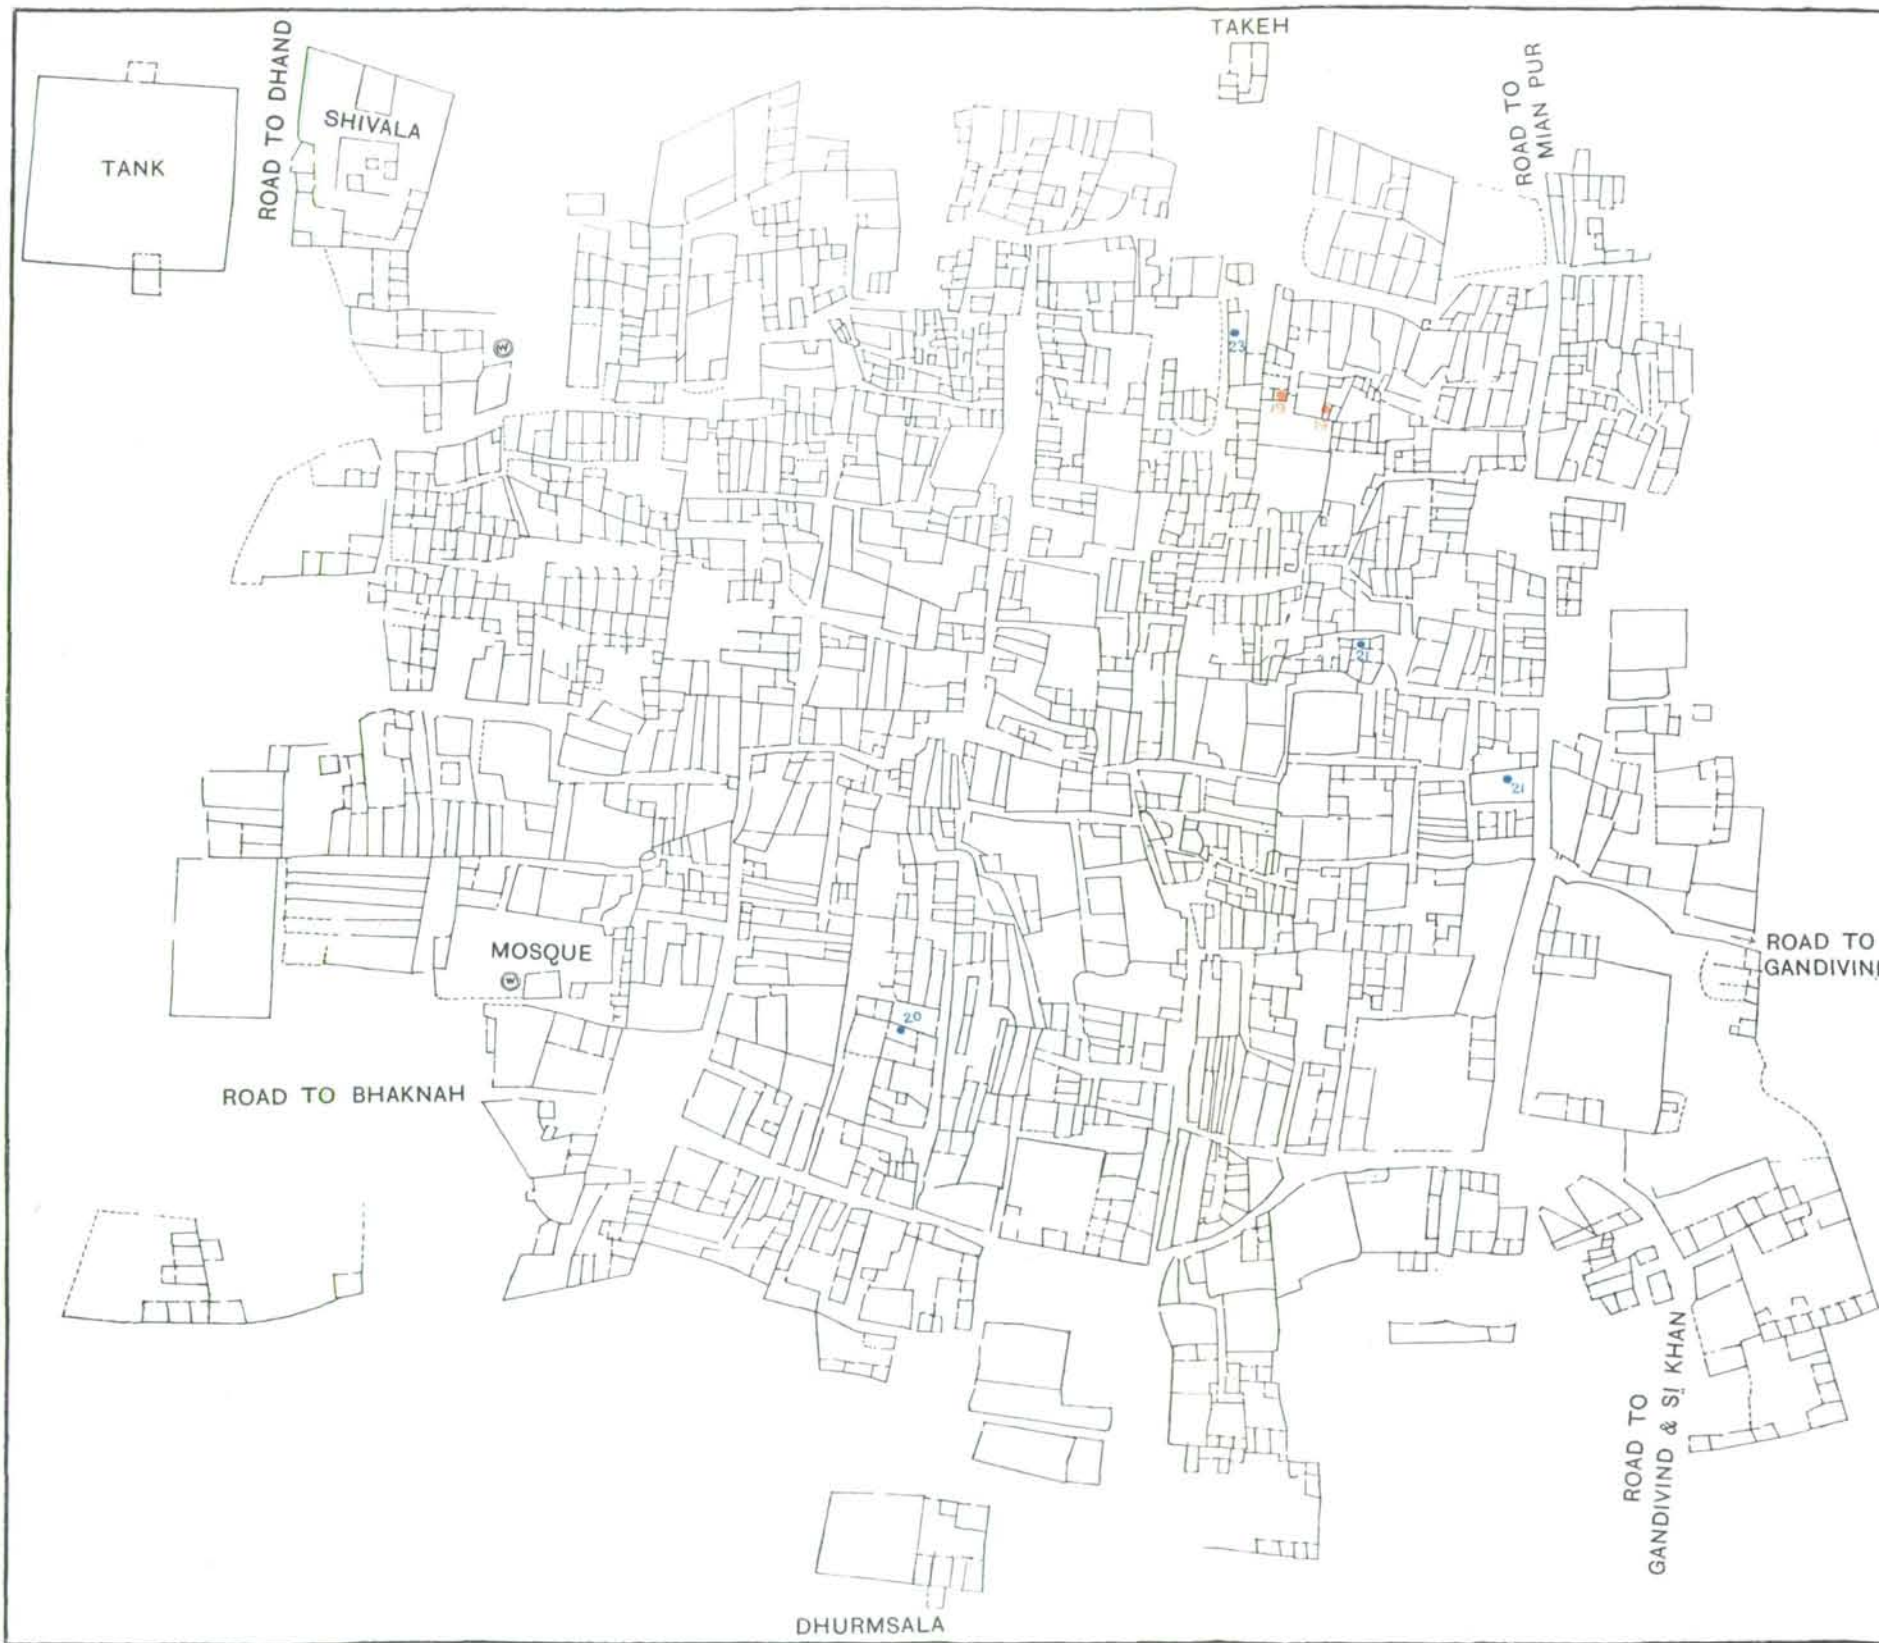 TAKEH
ROAD TO DHAND
SHIVALA
TANK
ROAD TO
MIAN PUR
W
23
19
21
21
MOSQUE
W
ROAD TO
20
ROAD TO BHAKNAH
ROAD TO
GANDIVIND & SI KHAN
DHURMSALA